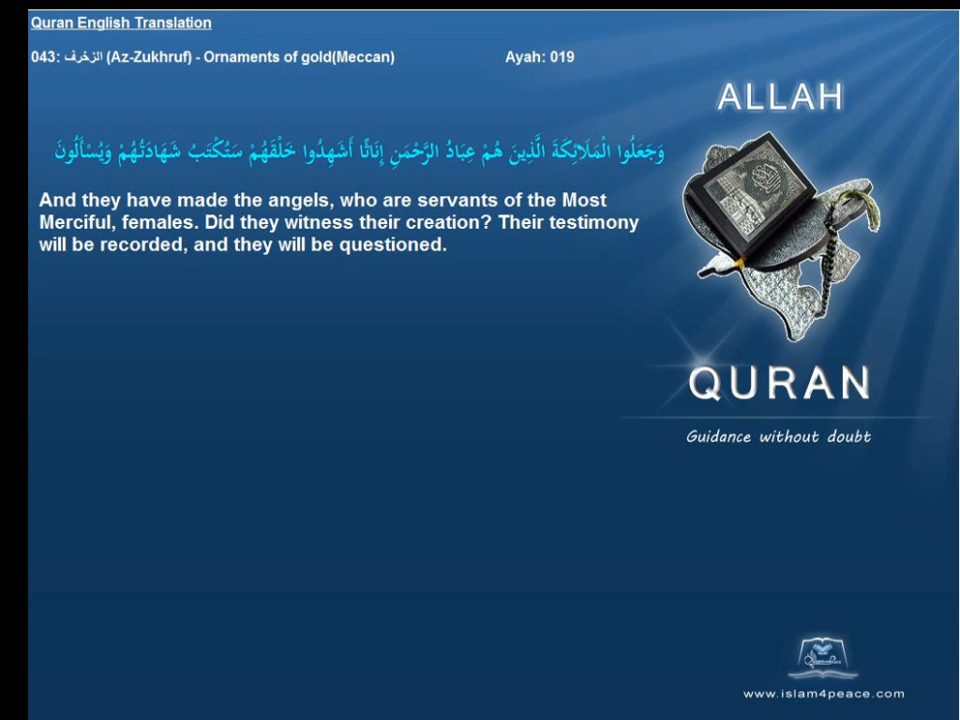 Quran English Translation
043: الزخرف (Az-Zukhruf) - Ornaments of gold(Meccan) Ayah: 019
ALLAH
وَجَعَلُوا الْمَلَائِكَةَ الَّذِينَ هُمْ عِبَادُ الرَّحْمَنِ إِنَاثًا أَشَهِدُوا خَلْقَهُمْ سَتُكْتَبُ شَهَادَتُهُمْ وَيُسْأَلُونَ
And they have made the angels, who are servants of the Most
Merciful, females. Did they witness their creation? Their testimony
will be recorded, and they will be questioned.
QURAN
Guidance without doubt
www.islam4peace.com